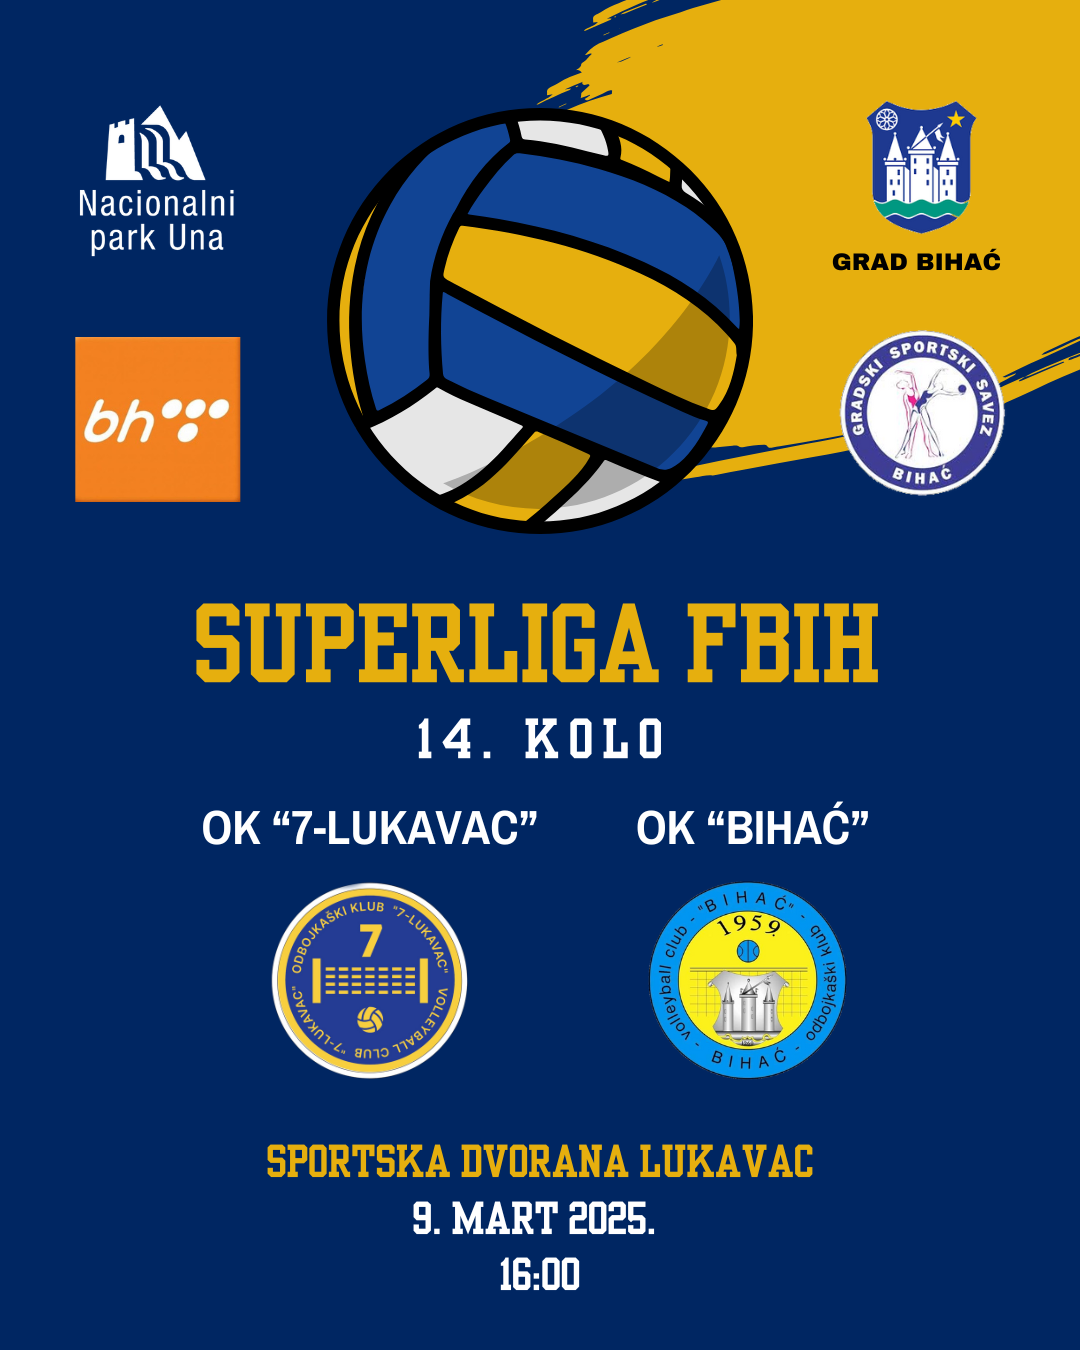 Nacionalni
park Una
GRAD BIHAĆ
bh
GRADSKI SPORTSKI SAVEZ
BIHAĆ
SUPERLIGA FBIH
14. KOLO
OK “7-LUKAVAC”
OK “BIHAĆ”
ODBOJKAŠKI KLUB "7-LUKAVAC"
VOLLEYBALL CLUB "7-LUKAVAC"
7
volleyball club - "BIHAĆ" - odbojkaški klub
- BIHAĆ -
1959.
SPORTSKA DVORANA LUKAVAC
9. MART 2025.
16:00